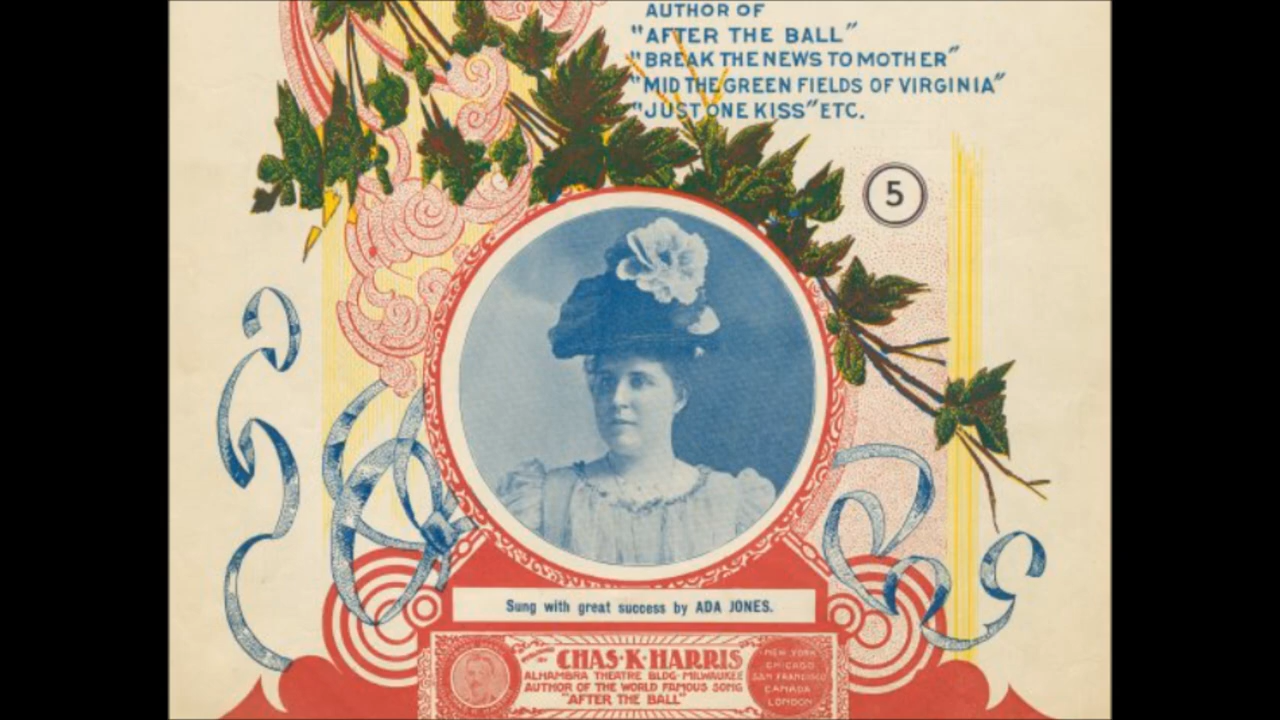 AUTHOR OF
"AFTER THE BALL"
"BREAK THE NEWS TO MOTHER"
"MID THE GREEN FIELDS OF VIRGINIA"
"JUST ONE KISS" ETC.
5
Sung with great success by ADA JONES.
CHAS·K·HARRIS
ALHAMBRA THEATRE BLDG·MILWAUKEE
AUTHOR OF THE WORLD FAMOUS SONG
"AFTER THE BALL"
NEW YORK
CHICAGO
SAN FRANCISCO
CANADA
LONDON